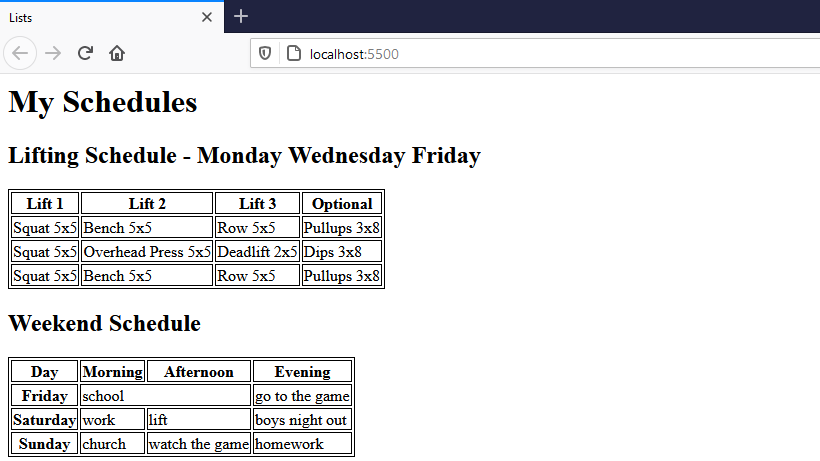 Lists
localhost:5500
My Schedules
Lifting Schedule - Monday Wednesday Friday
Lift 1 Lift 2 Lift 3 Optional
Squat 5x5 Bench 5x5 Row 5x5 Pullups 3x8
Squat 5x5 Overhead Press 5x5 Deadlift 2x5 Dips 3x8
Squat 5x5 Bench 5x5 Row 5x5 Pullups 3x8
Weekend Schedule
Day Morning Afternoon Evening
Friday school go to the game
Saturday work lift boys night out
Sunday church watch the game homework